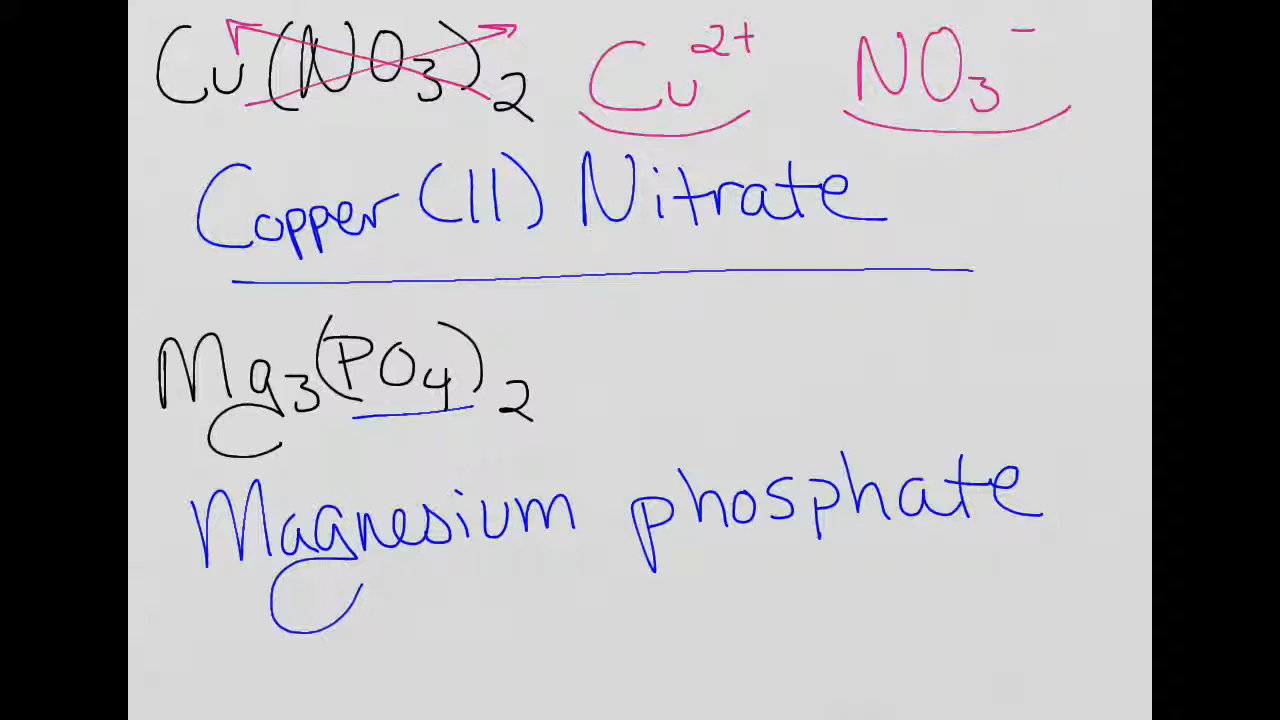 Cu(NO₃)₂ Cu²⁺ NO₃⁻
Copper (II) Nitrate
Mg₃(PO₄)₂
Magnesium phosphate